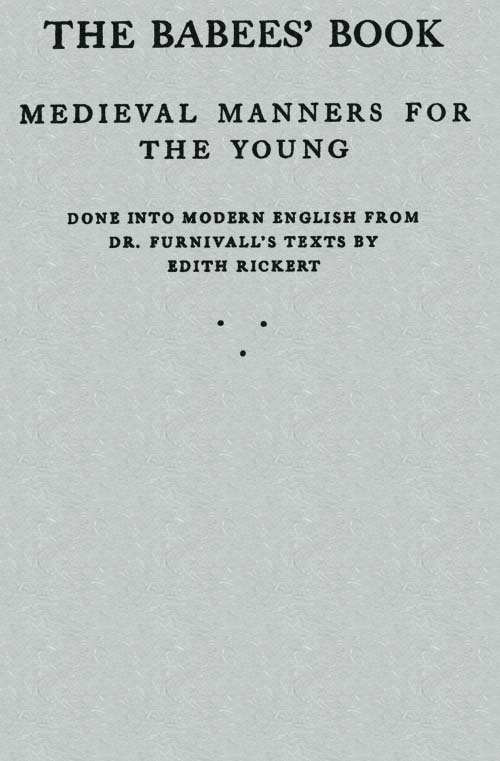 THE BABEES' BOOK
MEDIEVAL MANNERS FOR
THE YOUNG
DONE INTO MODERN ENGLISH FROM
DR. FURNIVALL'S TEXTS BY
EDITH RICKERT